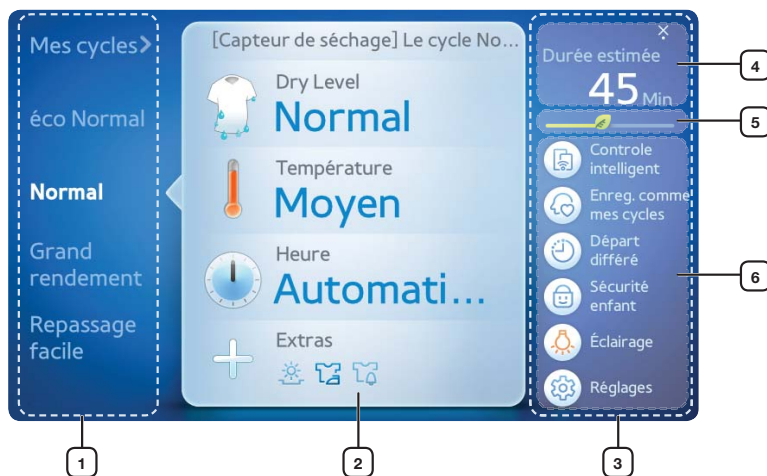 Mes cycles
éco Normal
Normal
Grand
rendement
Repassage
facile
[Capteur de séchage] Le cycle No...
Dry Level
Normal
Température
Moyen
Heure
Automati...
Extras
Durée estimée
45 Min
Controle
intelligent
Enreg. comme
mes cycles
Départ
différé
Sécurité
enfant
Éclairage
Réglages
4
5
6
1
2
3